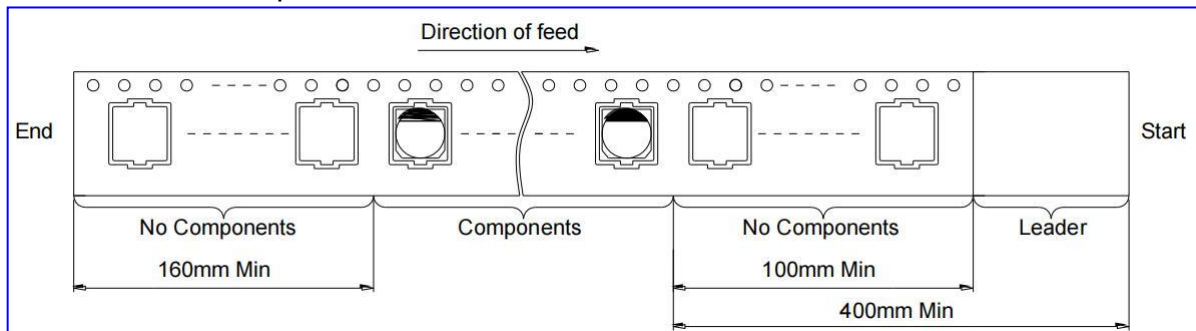 Direction of feed
End
Start
No Components
Components
No Components
Leader
160mm Min
100mm Min
400mm Min